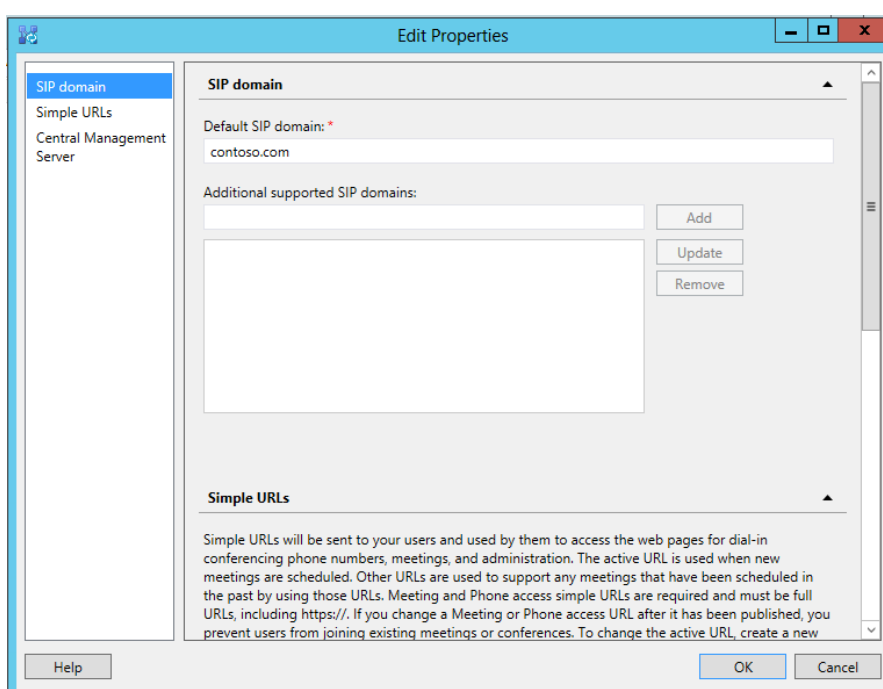 Edit Properties
SIP domain
Simple URLs
Central Management
Server
SIP domain
Default SIP domain: *
contoso.com
Additional supported SIP domains:
Add
Update
Remove
Simple URLs
Simple URLs will be sent to your users and used by them to access the web pages for dial-in
conferencing phone numbers, meetings, and administration. The active URL is used when new
meetings are scheduled. Other URLs are used to support any meetings that have been scheduled in
the past by using those URLs. Meeting and Phone access simple URLs are required and must be full
URLs, including https://. If you change a Meeting or Phone access URL after it has been published, you
prevent users from joining existing meetings or conferences. To change the active URL, create a new
Help
OK
Cancel